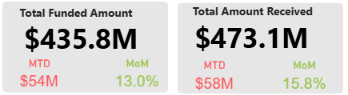 Total Funded Amount
$435.8M
MTD MoM
$54M 13.0%
Total Amount Received
$473.1M
MTD MoM
$58M 15.8%